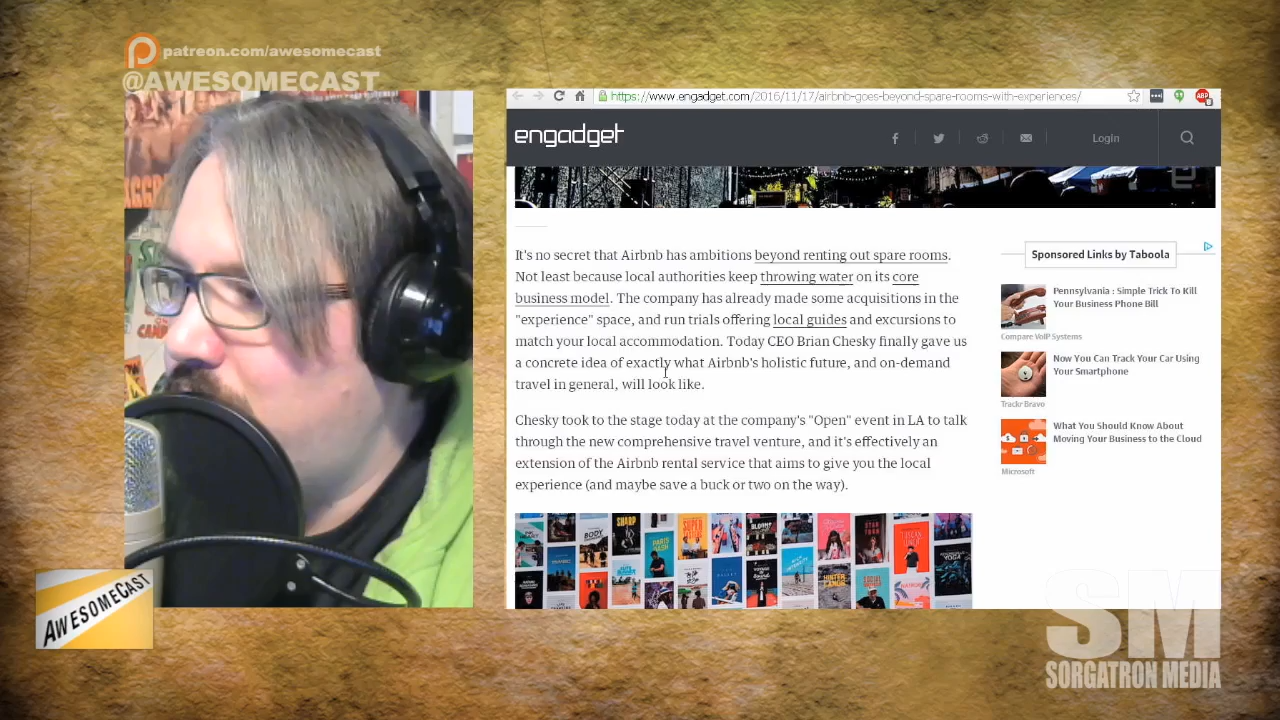 patreon.com/awesomecast
@AWESOMECAST
https://www.engadget.com/2016/11/17/airbnb-goes-beyond-spare-rooms-with-experiences/
ABP
engadget
Login
It's no secret that Airbnb has ambitions beyond renting out spare rooms.
Not least because local authorities keep throwing water on its core
business model. The company has already made some acquisitions in the
"experience" space, and run trials offering local guides and excursions to
match your local accommodation. Today CEO Brian Chesky finally gave us
a concrete idea of exactly what Airbnb's holistic future, and on-demand
travel in general, will look like.
Chesky took to the stage today at the company's "Open" event in LA to talk
through the new comprehensive travel venture, and it's effectively an
extension of the Airbnb rental service that aims to give you the local
experience (and maybe save a buck or two on the way).
Sponsored Links by Taboola
Pennsylvania : Simple Trick To Kill
Your Business Phone Bill
Compare VoIP Systems
Now You Can Track Your Car Using
Your Smartphone
Trackr Bravo
What You Should Know About
Moving Your Business to the Cloud
Microsoft
SHARP
BODY
PARIS
SUPER
AWESOMECAST
SM
SORGATRON MEDIA